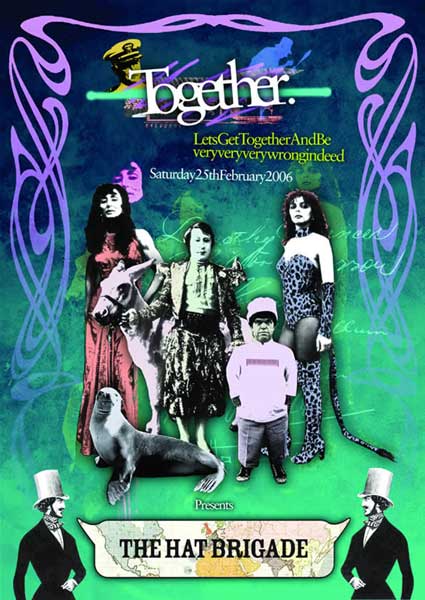 Together.
LetsGetTogetherAndBe
veryveryverywrongindeed
Saturday25thFebruary2006
Presents
THE HAT BRIGADE